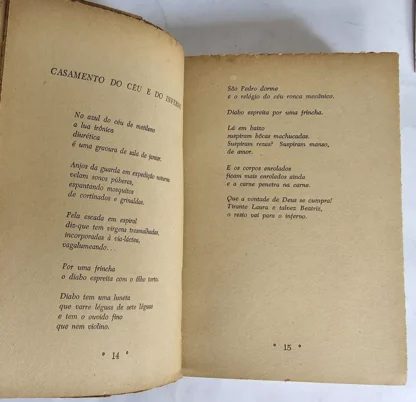 CASAMENTO DO CÉU E DO INFERNO
No azul do céu de metileno
a lua irônica
diurética
é uma gravura de sala de jantar.
Anjos da guarda em expedição noturna
velam sonos púberes,
espantando mosquitos
de cortinados e grinaldas.
Pela escada em espiral
diz-que tem virgens tresmalhadas,
incorporadas à via-láctea,
vagalumeando...
Por uma frincha
o diabo espreita com o ôlho torto.
Diabo tem uma luneta
que varre léguas de sete léguas
e tem o ouvido fino
que nem violino.
* 14 *
São Pedro dorme
e o relógio do céu ronca mecânico.
Diabo espreita por uma frincha.
Lá em baixo
suspiram bôcas machucadas.
Suspiram rezas? Suspiram manso,
de amor.
E os corpos enrolados
ficam mais enrolados ainda
e a carne penetra na carne.
Que a vontade de Deus se cumpra!
Tirante Laura e talvez Beatriz,
o resto vai para o inferno.
* 15 *